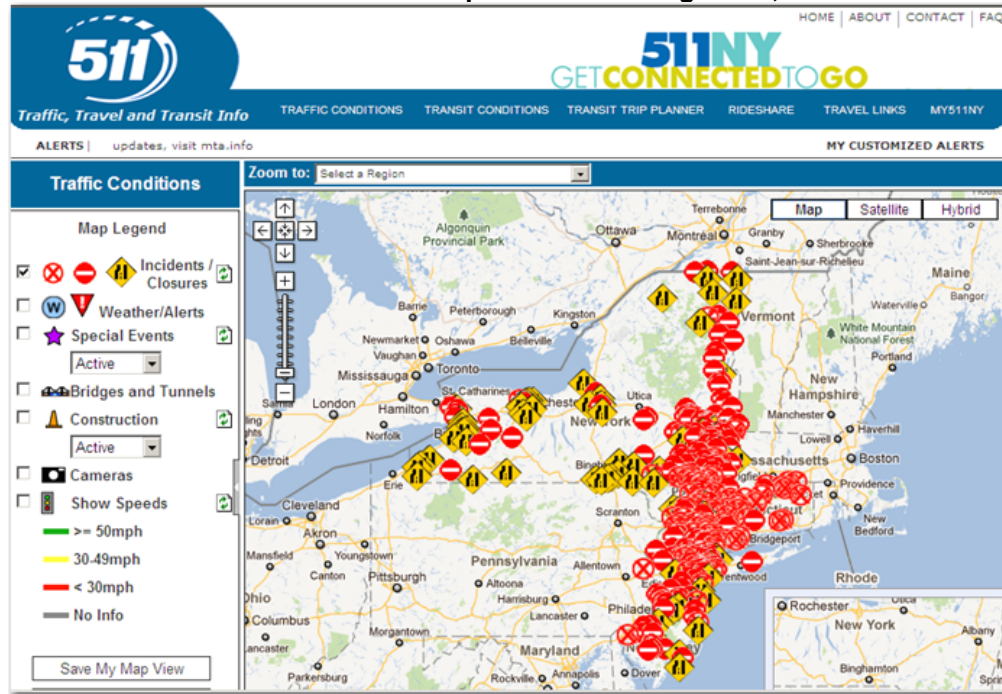 HOME | ABOUT | CONTACT | FAQ
511
511NY
GETCONNECTEDTOGO
Traffic, Travel and Transit Info
TRAFFIC CONDITIONS TRANSIT CONDITIONS TRANSIT TRIP PLANNER RIDESHARE TRAVEL LINKS MY511NY
ALERTS | updates, visit mta.info MY CUSTOMIZED ALERTS
Traffic Conditions
Zoom to: Select a Region
Map Legend
Incidents /
Closures
W Weather/Alerts
Special Events
Active
Bridges and Tunnels
Construction
Active
Cameras
Show Speeds
>= 50mph
30-49mph
< 30mph
No Info
Save My Map View
Map Satellite Hybrid
Terrebonne
Algonquin
Provincial Park
Ottawa
Montréal
Granby
Sherbrooke
Saint-Jean-sur-Richelieu
Maine
Bangor
Barrie
Peterborough
Kingston
Waterville
Vermont
White Mountain
National Forest
Newmarket
Oshawa
Belleville
Portland
Vaughan
Toronto
Mississauga
New
Hampshire
London
Hamilton
St. Catharines
Utica
Manchester
Haverhill
Norfolk
Lowell
Boston
Detroit
Erie
Providence
Scranton
Cleveland
New
Bedford
Lorain
Akron
Bridgeport
Mansfield
Youngstown
Pennsylvania
Allentown
Canton
Pittsburgh
Altoona
Rhode
Harrisburg
Columbus
Lancaster
Morgantown
Maryland
Parkersburg
Rockville
Annapolis
Dover
Rochester
Utica
New York
Albany
Binghamton